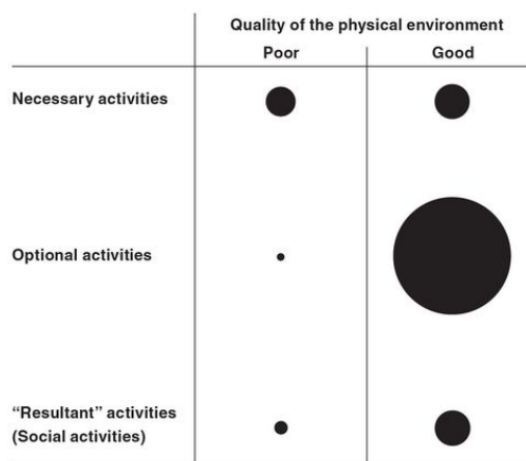 Quality of the physical environment
Poor Good
Necessary activities
Optional activities
“Resultant” activities
(Social activities)